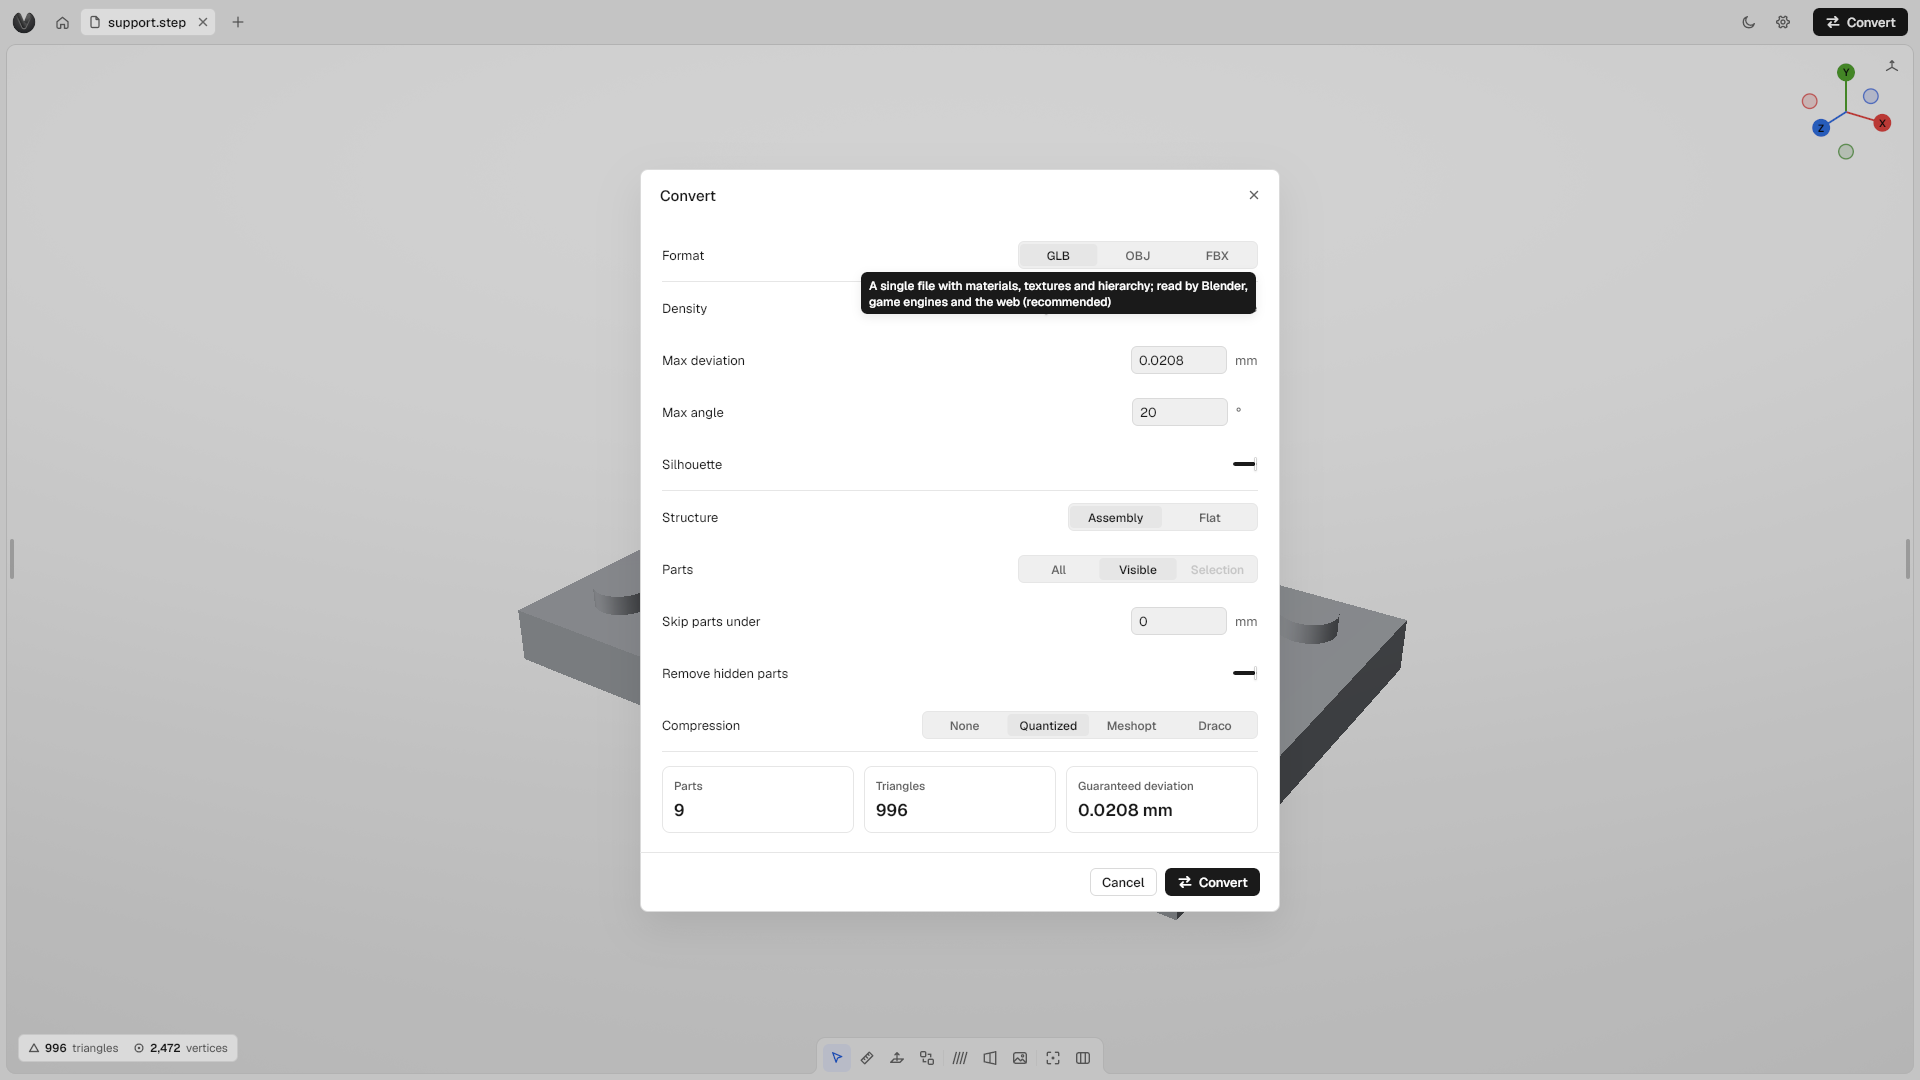 support.step
Convert
Y
X
Z
Convert
Format
GLB
OBJ
FBX
A single file with materials, textures and hierarchy; read by Blender,
game engines and the web (recommended)
Density
Max deviation
0.0208
mm
Max angle
20
°
Silhouette
Structure
Assembly
Flat
Parts
All
Visible
Selection
Skip parts under
0
mm
Remove hidden parts
Compression
None
Quantized
Meshopt
Draco
Parts
9
Triangles
996
Guaranteed deviation
0.0208 mm
Cancel
Convert
996 triangles
2,472 vertices